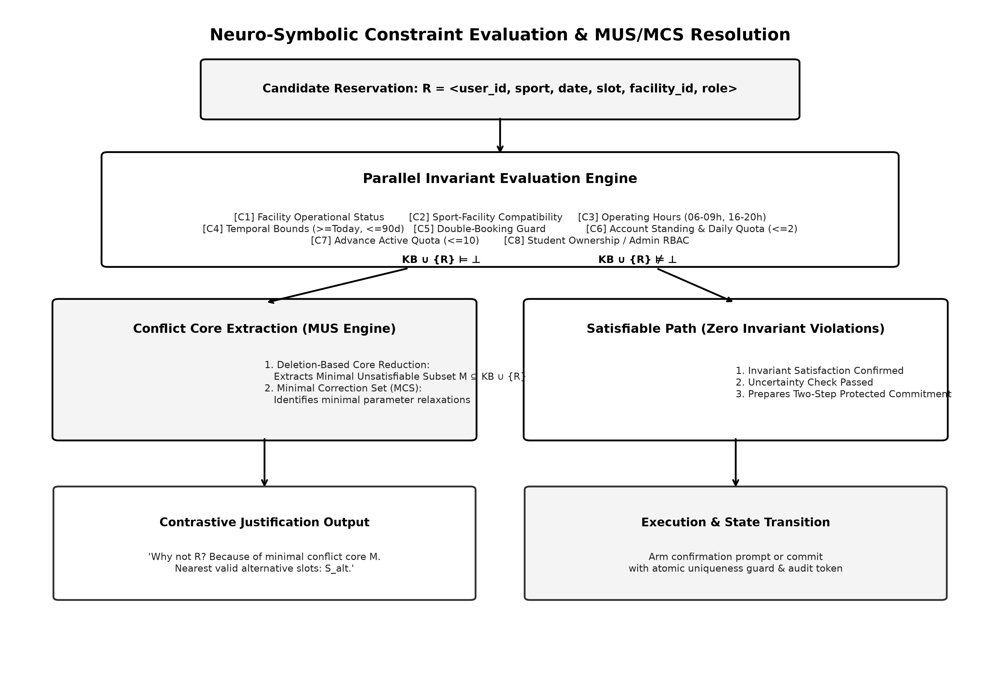 Neuro-Symbolic Constraint Evaluation & MUS/MCS Resolution
Candidate Reservation: R = <user_id, sport, date, slot, facility_id, role>
Parallel Invariant Evaluation Engine
[C1] Facility Operational Status [C2] Sport-Facility Compatibility [C3] Operating Hours (06-09h, 16-20h)
[C4] Temporal Bounds (>=Today, <=90d) [C5] Double-Booking Guard [C6] Account Standing & Daily Quota (<=2)
[C7] Advance Active Quota (<=10) [C8] Student Ownership / Admin RBAC
KB ∪ {R} ⊨ ⊥
KB ∪ {R} ⊭ ⊥
Conflict Core Extraction (MUS Engine)
1. Deletion-Based Core Reduction:
Extracts Minimal Unsatisfiable Subset M ⊆ KB ∪ {R}
2. Minimal Correction Set (MCS):
Identifies minimal parameter relaxations
Satisfiable Path (Zero Invariant Violations)
1. Invariant Satisfaction Confirmed
2. Uncertainty Check Passed
3. Prepares Two-Step Protected Commitment
Contrastive Justification Output
'Why not R? Because of minimal conflict core M.
Nearest valid alternative slots: S_alt.'
Execution & State Transition
Arm confirmation prompt or commit
with atomic uniqueness guard & audit token